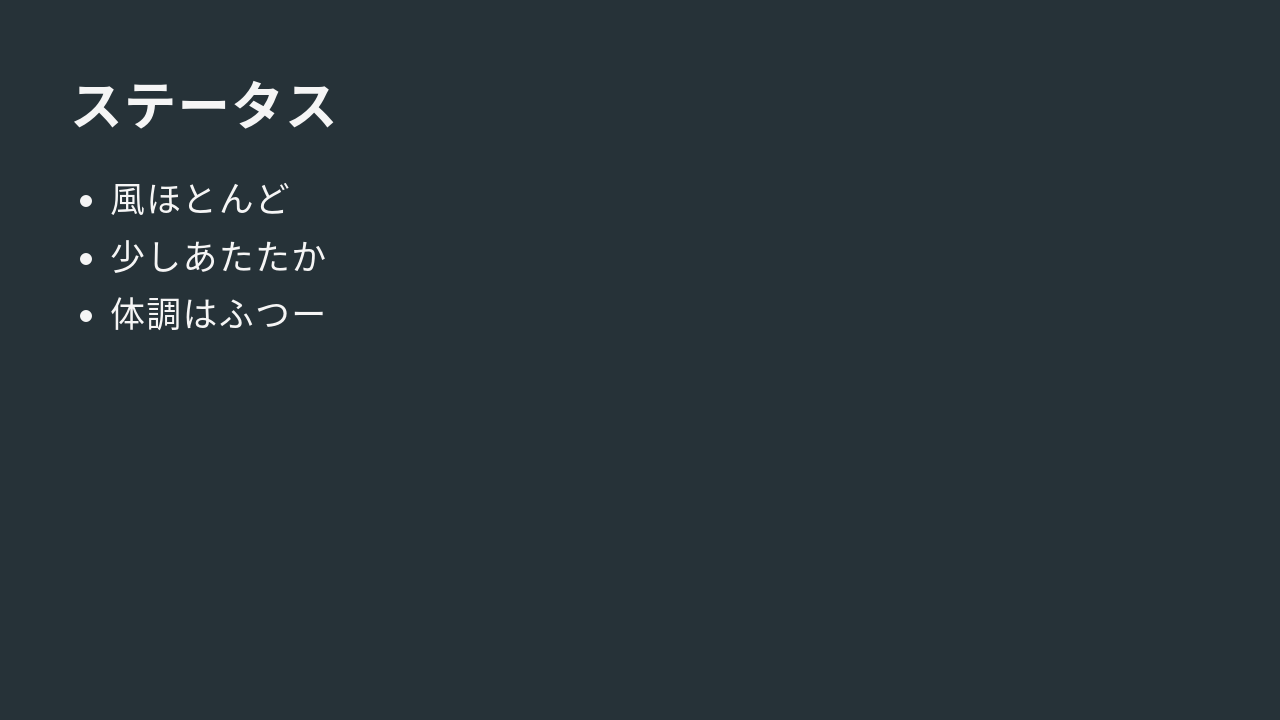 ステータス
風ほとんど
少しあたたか
体調はふつー